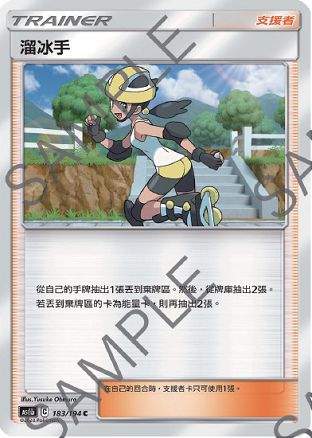 TRAINER
支援者
溜冰手
SAMPLE
從自己的手牌抽出1張丟到棄牌區。然後，從牌庫抽出2張。
若丟到棄牌區的卡為能量卡，則再抽出2張。
Illus.Yusuke Ohmura
在自己的回合時，支援者卡只可使用1張。
183/194 C